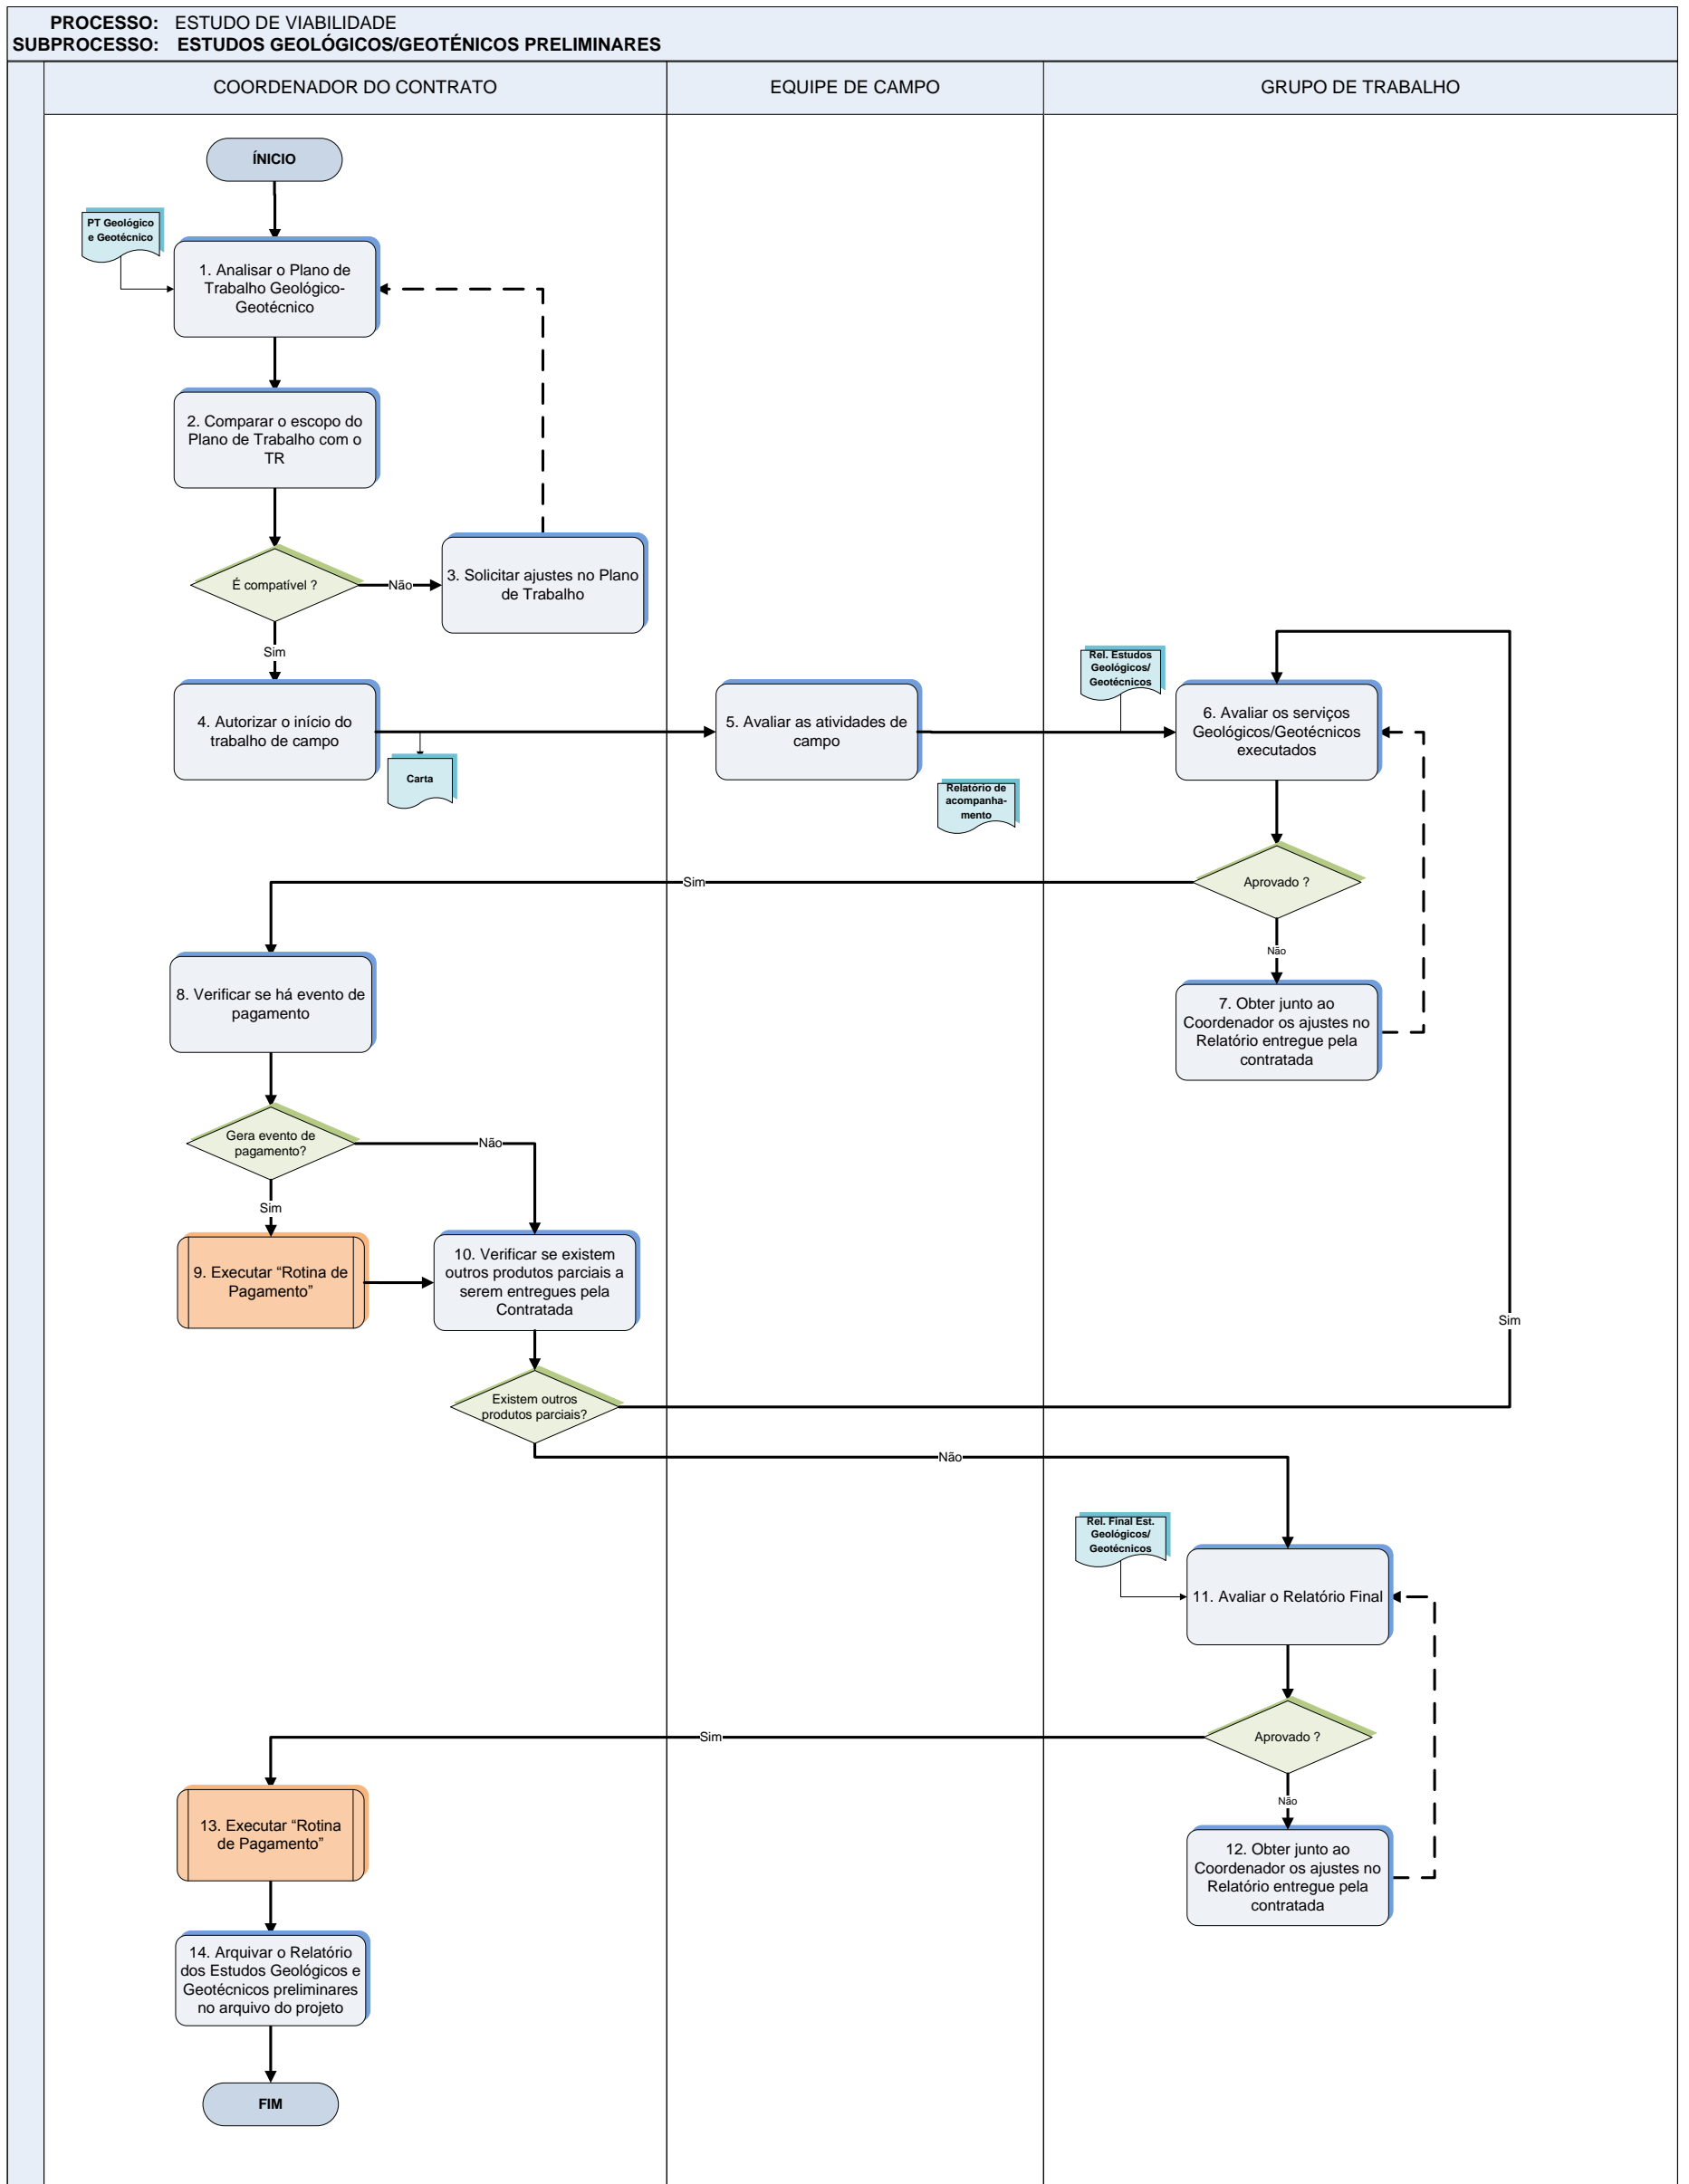 PROCESSO: ESTUDO DE VIABILIDADE
SUBPROCESSO: ESTUDOS GEOLÓGICOS/GEOTÉNICOS PRELIMINARES
COORDENADOR DO CONTRATO
EQUIPE DE CAMPO
GRUPO DE TRABALHO
ÍNICIO
PT Geológico
e Geotécnico
1. Analisar o Plano de
Trabalho Geológico-
Geotécnico
2. Comparar o escopo do
Plano de Trabalho com o
TR
É compatível ?
Não
3. Solicitar ajustes no Plano
de Trabalho
Sim
4. Autorizar o início do
trabalho de campo
Carta
5. Avaliar as atividades de
campo
Relatório de
acompanha-
mento
Rel. Estudos
Geológicos/
Geotécnicos
6. Avaliar os serviços
Geológicos/Geotécnicos
executados
Aprovado ?
Sim
Não
7. Obter junto ao
Coordenador os ajustes no
Relatório entregue pela
contratada
8. Verificar se há evento de
pagamento
Gera evento de
pagamento?
Não
Sim
9. Executar “Rotina de
Pagamento”
10. Verificar se existem
outros produtos parciais a
serem entregues pela
Contratada
Sim
Existem outros
produtos parciais?
Não
Rel. Final Est.
Geológicos/
Geotécnicos
11. Avaliar o Relatório Final
Aprovado ?
Sim
Não
12. Obter junto ao
Coordenador os ajustes no
Relatório entregue pela
contratada
13. Executar “Rotina
de Pagamento”
14. Arquivar o Relatório
dos Estudos Geológicos e
Geotécnicos preliminares
no arquivo do projeto
FIM